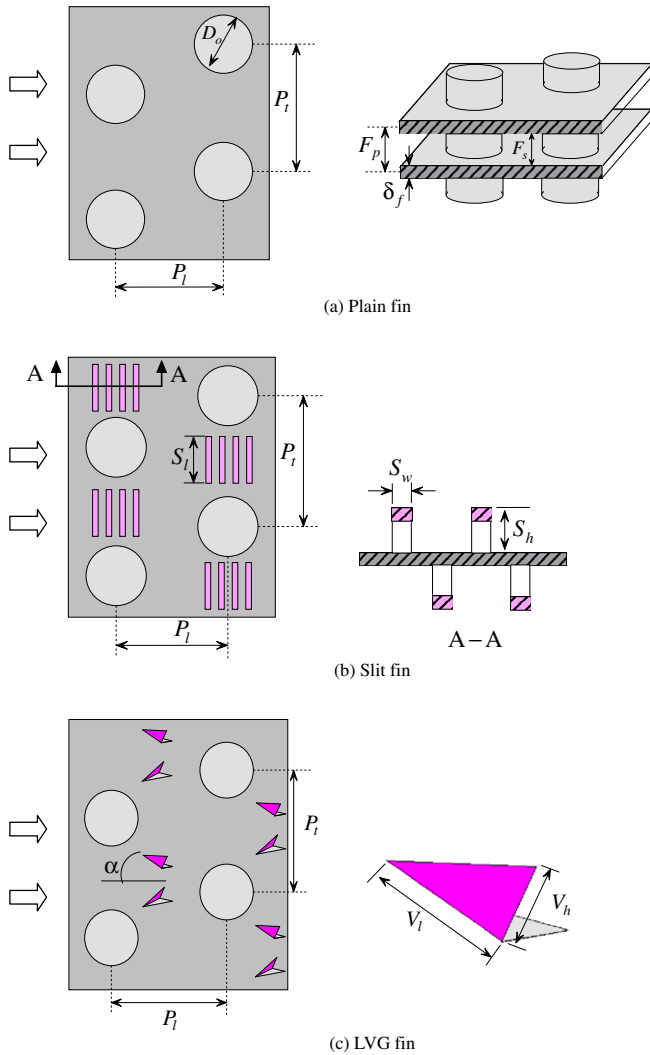 D_o
P_t
F_p
F_s
δ_f
P_l
(a) Plain fin
A
A
S_l
P_t
S_w
S_h
P_l
A – A
(b) Slit fin
α
P_t
V_l
V_h
P_l
(c) LVG fin